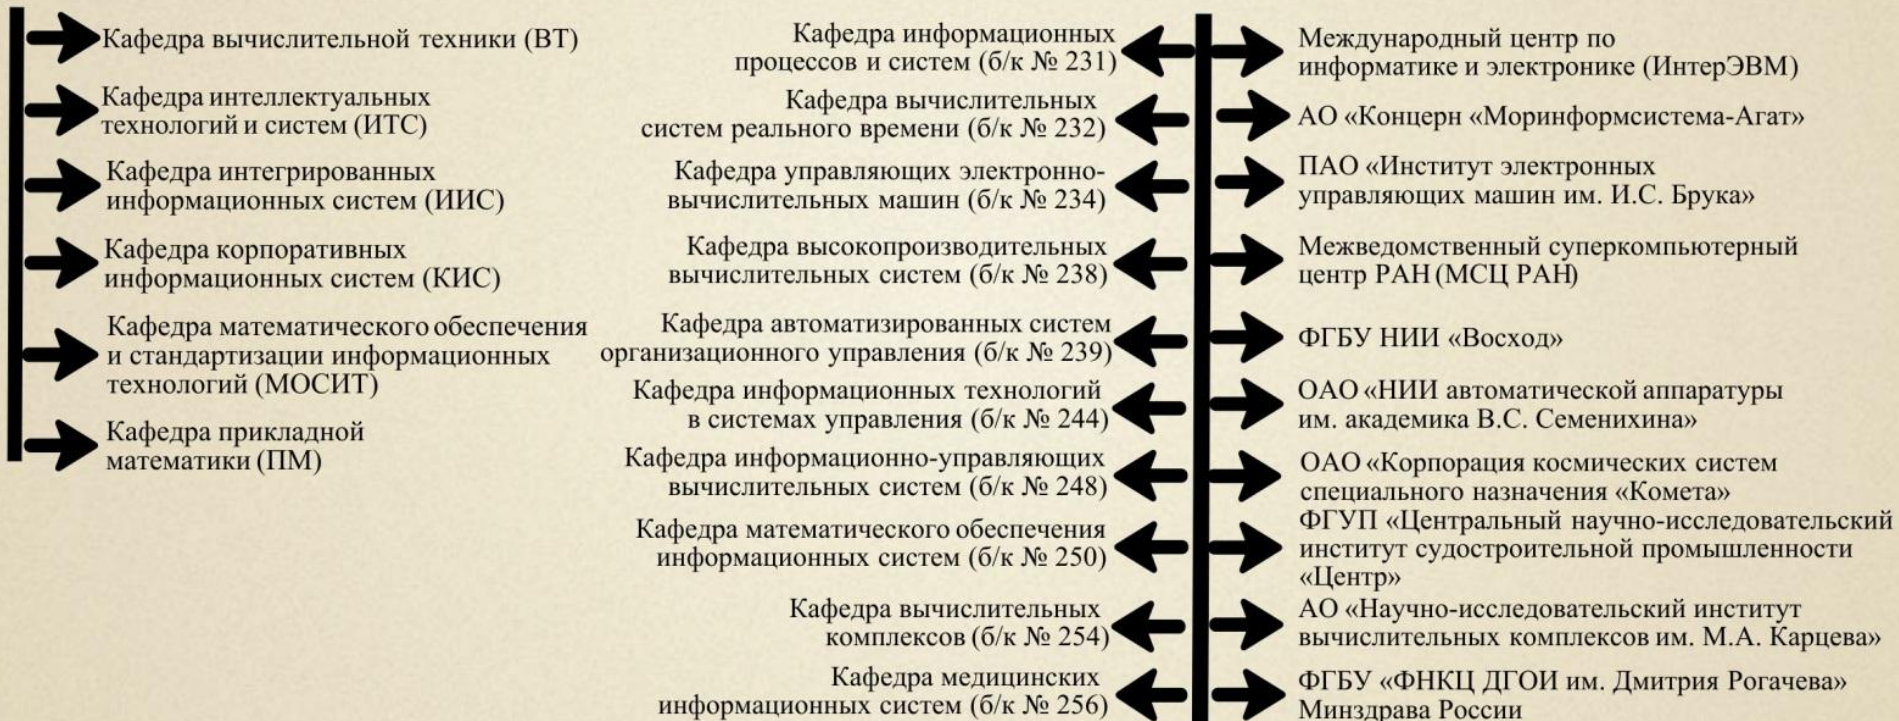 Кафедра вычислительной техники (ВТ)
Кафедра интеллектуальных
технологий и систем (ИТС)
Кафедра интегрированных
информационных систем (ИИС)
Кафедра корпоративных
информационных систем (КИС)
Кафедра математического обеспечения
и стандартизации информационных
технологий (МОСИТ)
Кафедра прикладной
математики (ПМ)
Кафедра информационных
процессов и систем (б/к № 231)
Кафедра вычислительных
систем реального времени (б/к № 232)
Кафедра управляющих электронно-
вычислительных машин (б/к № 234)
Кафедра высокопроизводительных
вычислительных систем (б/к № 238)
Кафедра автоматизированных систем
организационного управления (б/к № 239)
Кафедра информационных технологий
в системах управления (б/к № 244)
Кафедра информационно-управляющих
вычислительных систем (б/к № 248)
Кафедра математического обеспечения
информационных систем (б/к № 250)
Кафедра вычислительных
комплексов (б/к № 254)
Кафедра медицинских
информационных систем (б/к № 256)
Международный центр по
информатике и электронике (ИнтерЭВМ)
АО «Концерн «Моринформсистема-Агат»
ПАО «Институт электронных
управляющих машин им. И.С. Брука»
Межведомственный суперкомпьютерный
центр РАН (МСЦ РАН)
ФГБУ НИИ «Восход»
ОАО «НИИ автоматической аппаратуры
им. академика В.С. Семенихина»
ОАО «Корпорация космических систем
специального назначения «Комета»
ФГУП «Центральный научно-исследовательский
институт судостроительной промышленности
«Центр»
АО «Научно-исследовательский институт
вычислительных комплексов им. М.А. Карцева»
ФГБУ «ФНКЦ ДГОИ им. Дмитрия Рогачева»
Минздрава России